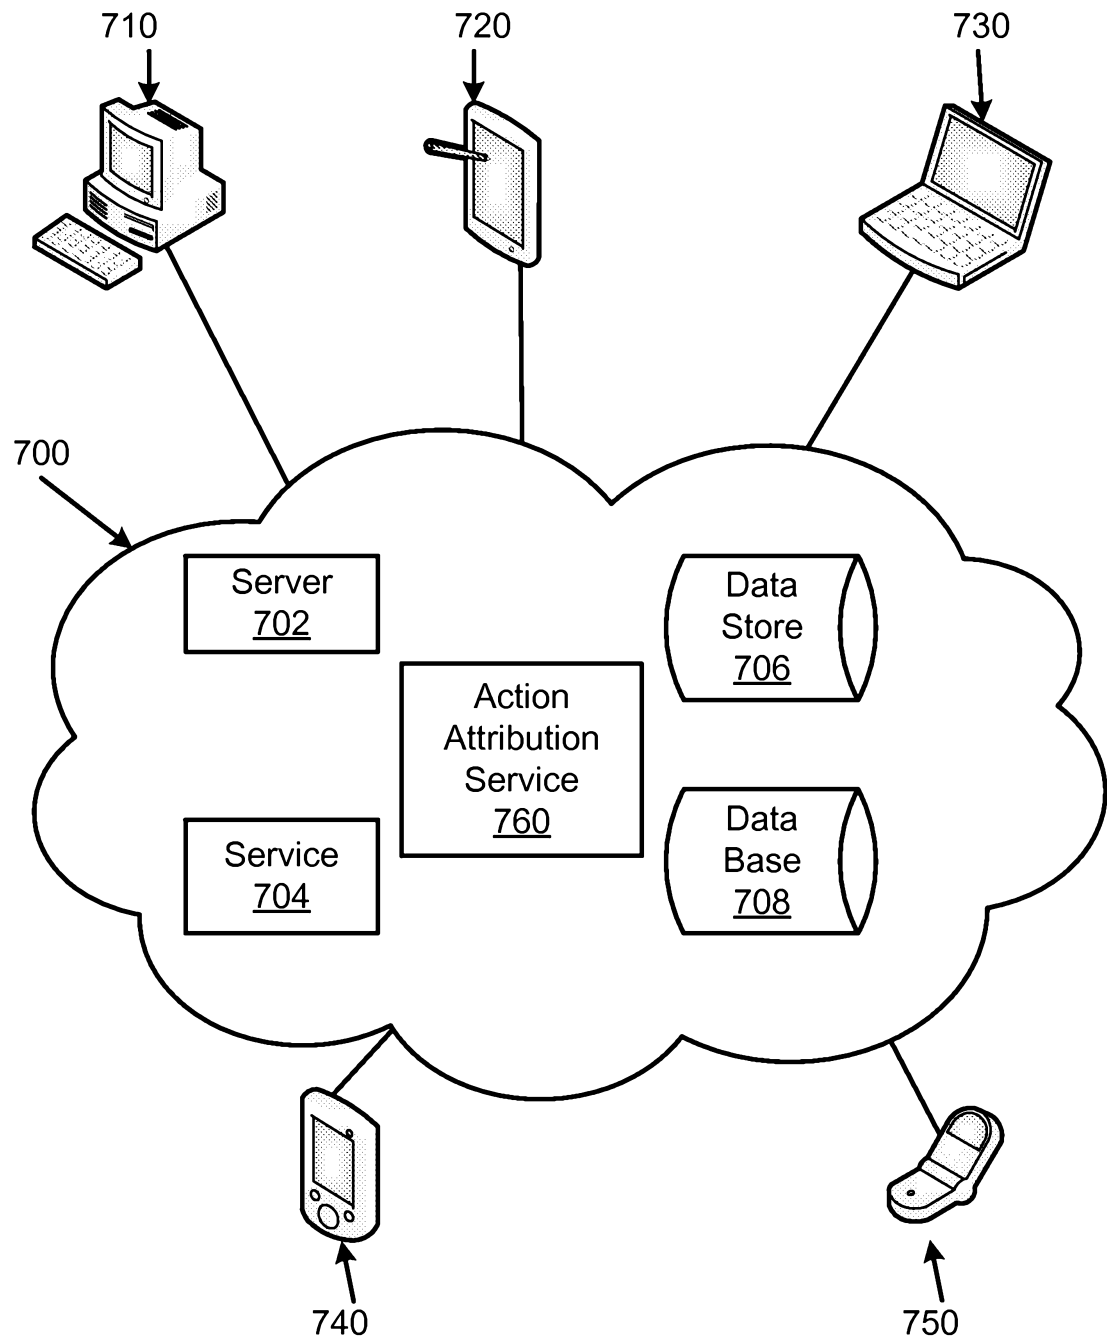 710
720
730
700
Server
702
Data
Store
706
Action
Attribution
Service
760
Service
704
Data
Base
708
740
750